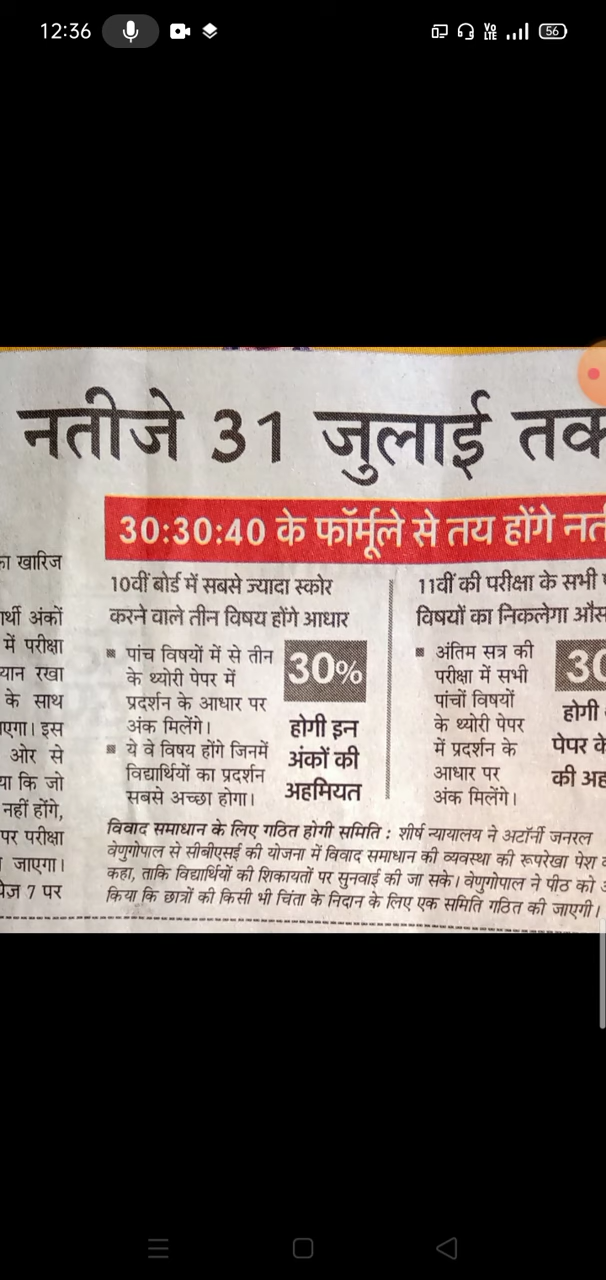 12:36
Vo LTE
56
नतीजे 31 जुलाई तक
30:30:40 के फॉर्मूले से तय होंगे
खारिज
अंकों
में परीक्षा
रखा
के साथ
इस
ओर से
कि जो
नहीं होंगे,
पर परीक्षा
जाएगा।
पेज 7 पर
10वीं बोर्ड में सबसे ज्यादा स्कोर
करने वाले तीन विषय होंगे आधार
■ पांच विषयों में से तीन
के थ्योरी पेपर में
प्रदर्शन के आधार पर
अंक मिलेंगे।
■ ये वे विषय होंगे जिनमें
विद्यार्थियों का प्रदर्शन
सबसे अच्छा होगा।
30%
होगी इन
अंकों की
अहमियत
11वीं की परीक्षा के सभी
विषयों का निकलेगा
■ अंतिम सत्र की
परीक्षा में सभी
पांचों विषयों
के थ्योरी पेपर
में प्रदर्शन के
आधार पर
अंक मिलेंगे।
30
होगी
पेपर के
की
विवाद समाधान के लिए गठित होगी समिति : शीर्ष न्यायालय ने अटॉर्नी जनरल
वेणुगोपाल से सीबीएसई की योजना में विवाद समाधान की व्यवस्था की रूपरेखा पेश
कहा, ताकि विद्यार्थियों की शिकायतों पर सुनवाई की जा सके। वेणुगोपाल ने पीठ को
किया कि छात्रों की किसी भी चिंता के निदान के लिए एक समिति गठित की जाएगी।